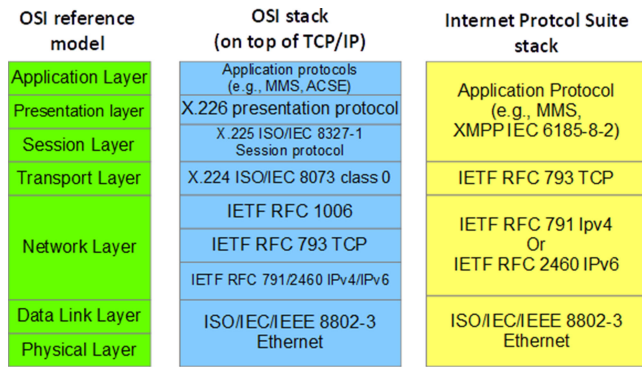 OSI reference
model
Application Layer
Presentation layer
Session Layer
Transport Layer
Network Layer
Data Link Layer
Physical Layer
OSI stack
(on top of TCP/IP)
Application protocols
(e.g., MMS, ACSE)
X.226 presentation protocol
X.225 ISO/IEC 8327-1
Session protocol
X.224 ISO/IEC 8073 class 0
IETF RFC 1006
IETF RFC 793 TCP
IETF RFC 791/2460 IPv4/IPv6
ISO/IEC/IEEE 8802-3
Ethernet
Internet Protcol Suite
stack
Application Protocol
(e.g., MMS,
XMPP IEC 6185-8-2)
IETF RFC 793 TCP
IETF RFC 791 Ipv4
Or
IETF RFC 2460 IPv6
ISO/IEC/IEEE 8802-3
Ethernet